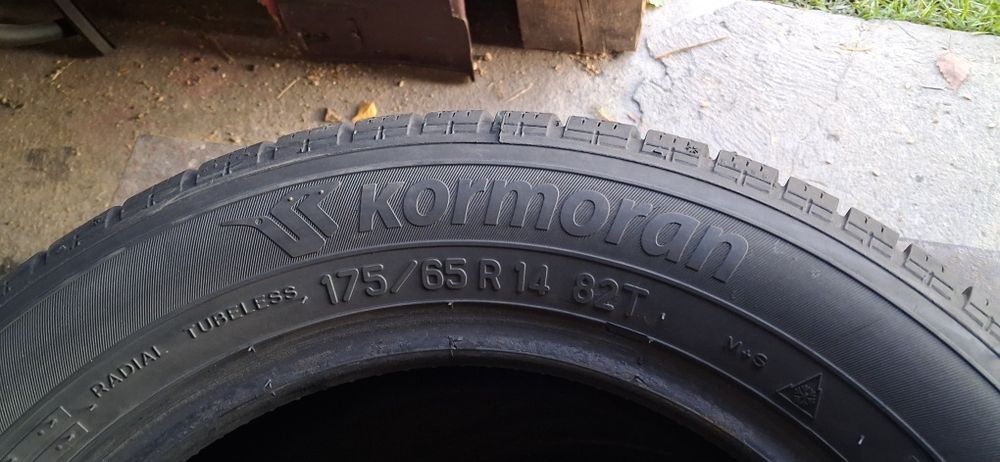 kormoran
RADIAL TUBELESS 175/65 R 14 82T M+S